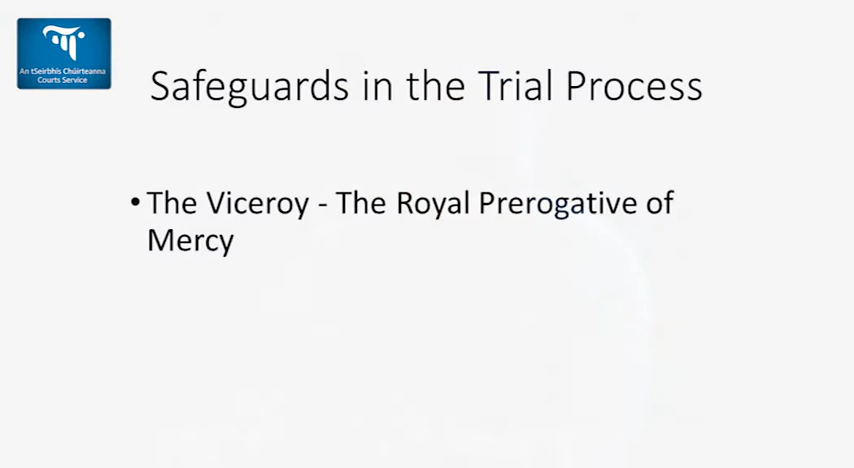 An tSeirbhís Chúirteanna
Courts Service
Safeguards in the Trial Process
• The Viceroy - The Royal Prerogative of
Mercy